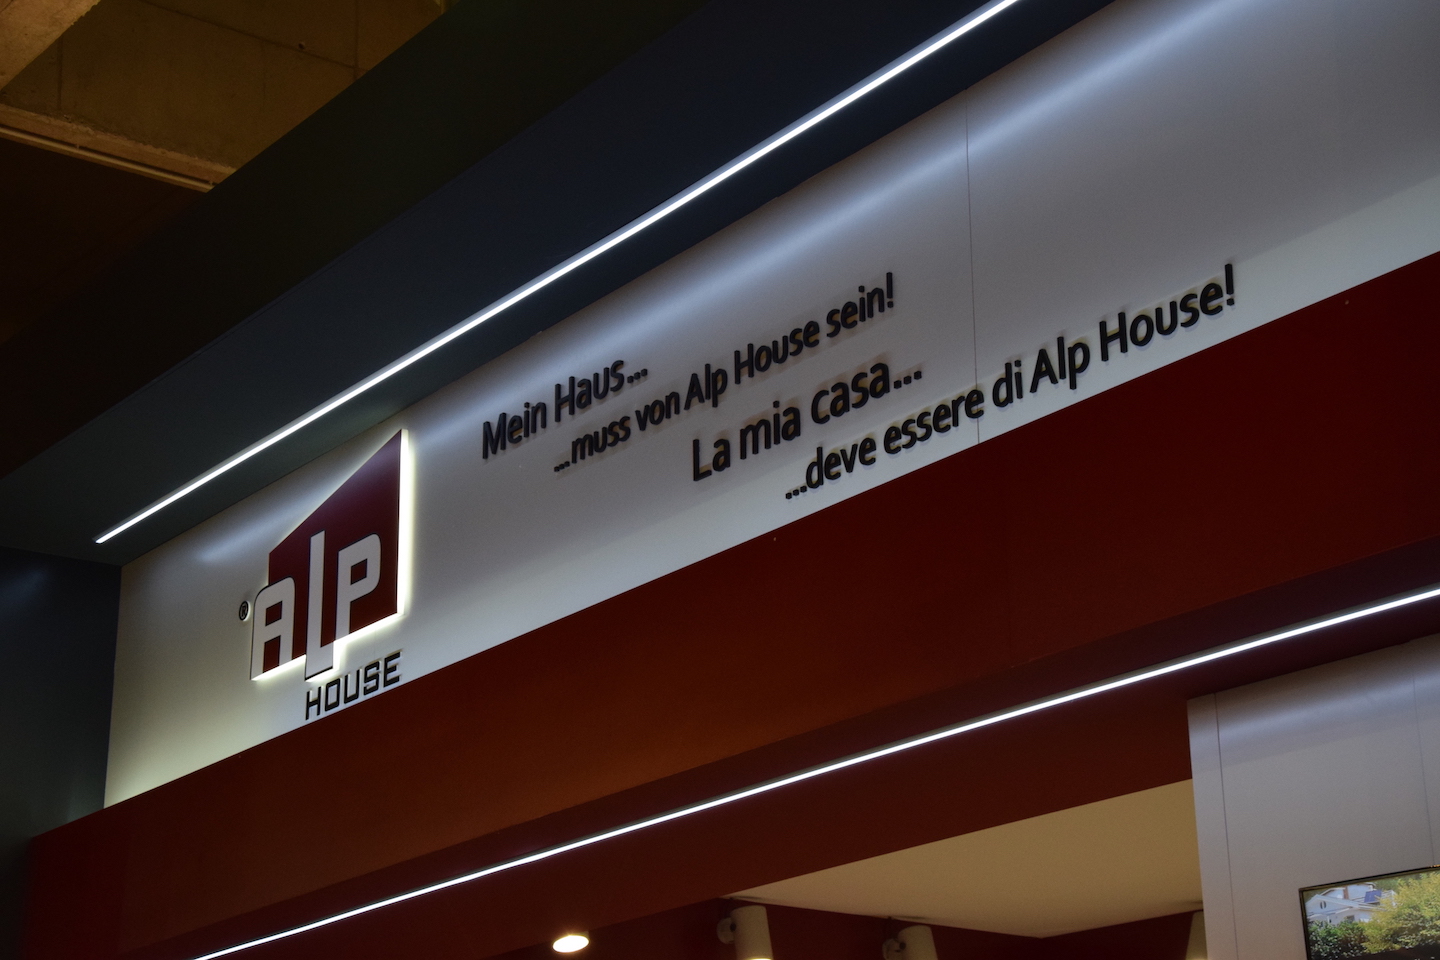 Mein Haus...
...muss von Alp House sein!
La mia casa...
...deve essere di Alp House!
® ALP
HOUSE